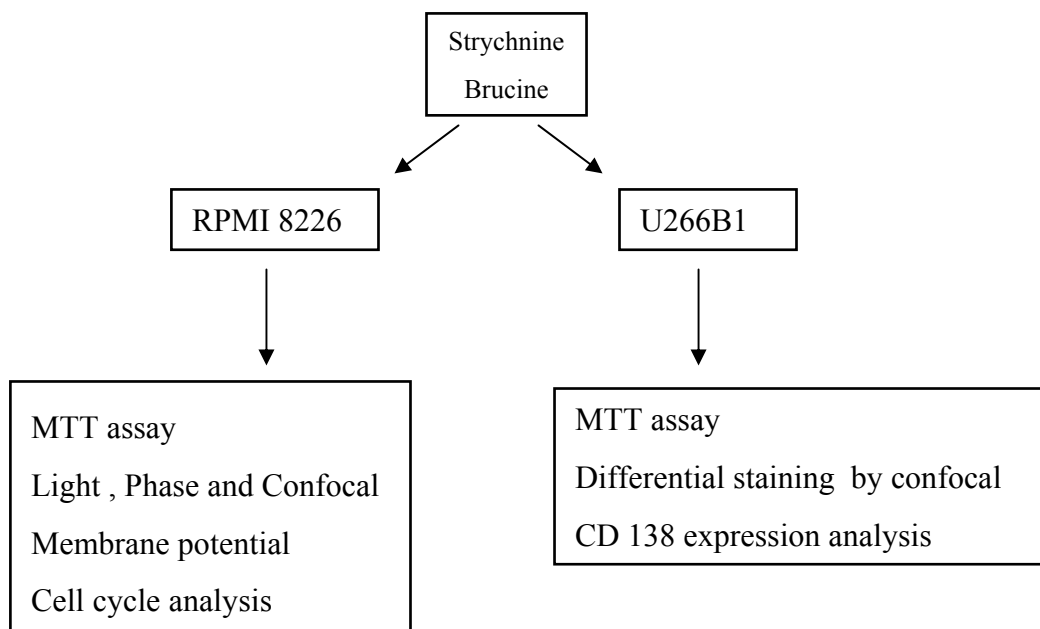 Strychnine
Brucine
RPMI 8226
U266B1
MTT assay
Light , Phase and Confocal
Membrane potential
Cell cycle analysis
MTT assay
Differential staining by confocal
CD 138 expression analysis